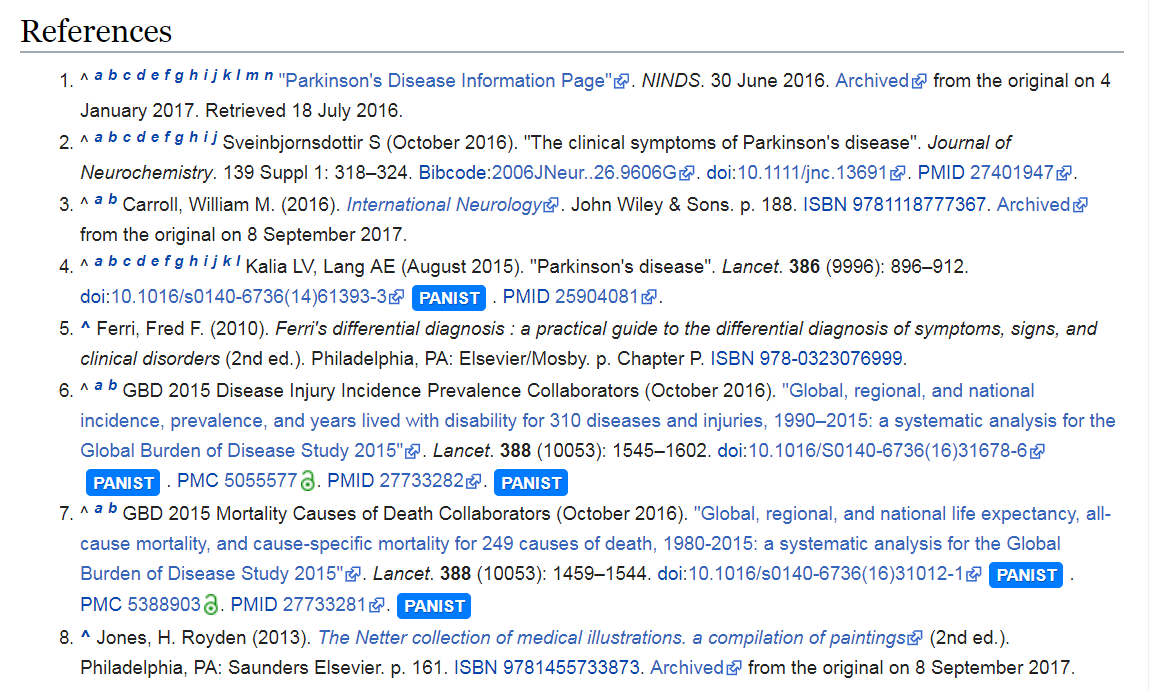 References
1. ^ a b c d e f g h i j k l m n "Parkinson's Disease Information Page". NINDS. 30 June 2016. Archived from the original on 4
January 2017. Retrieved 18 July 2016.
2. ^ a b c d e f g h i j Sveinbjornsdottir S (October 2016). "The clinical symptoms of Parkinson's disease". Journal of
Neurochemistry. 139 Suppl 1: 318–324. Bibcode:2006JNeur..26.9606G. doi:10.1111/jnc.13691. PMID 27401947.
3. ^ a b Carroll, William M. (2016). International Neurology. John Wiley & Sons. p. 188. ISBN 9781118777367. Archived
from the original on 8 September 2017.
4. ^ a b c d e f g h i j k l Kalia LV, Lang AE (August 2015). "Parkinson's disease". Lancet. 386 (9996): 896–912.
doi:10.1016/s0140-6736(14)61393-3 PANIST . PMID 25904081.
5. ^ Ferri, Fred F. (2010). Ferri's differential diagnosis : a practical guide to the differential diagnosis of symptoms, signs, and
clinical disorders (2nd ed.). Philadelphia, PA: Elsevier/Mosby. p. Chapter P. ISBN 978-0323076999.
6. ^ a b GBD 2015 Disease Injury Incidence Prevalence Collaborators (October 2016). "Global, regional, and national
incidence, prevalence, and years lived with disability for 310 diseases and injuries, 1990–2015: a systematic analysis for the
Global Burden of Disease Study 2015". Lancet. 388 (10053): 1545–1602. doi:10.1016/S0140-6736(16)31678-6
PANIST . PMC 5055577. PMID 27733282. PANIST
7. ^ a b GBD 2015 Mortality Causes of Death Collaborators (October 2016). "Global, regional, and national life expectancy, all-
cause mortality, and cause-specific mortality for 249 causes of death, 1980-2015: a systematic analysis for the Global
Burden of Disease Study 2015". Lancet. 388 (10053): 1459–1544. doi:10.1016/s0140-6736(16)31012-1 PANIST .
PMC 5388903. PMID 27733281. PANIST
8. ^ Jones, H. Royden (2013). The Netter collection of medical illustrations. a compilation of paintings (2nd ed.).
Philadelphia, PA: Saunders Elsevier. p. 161. ISBN 9781455733873. Archived from the original on 8 September 2017.